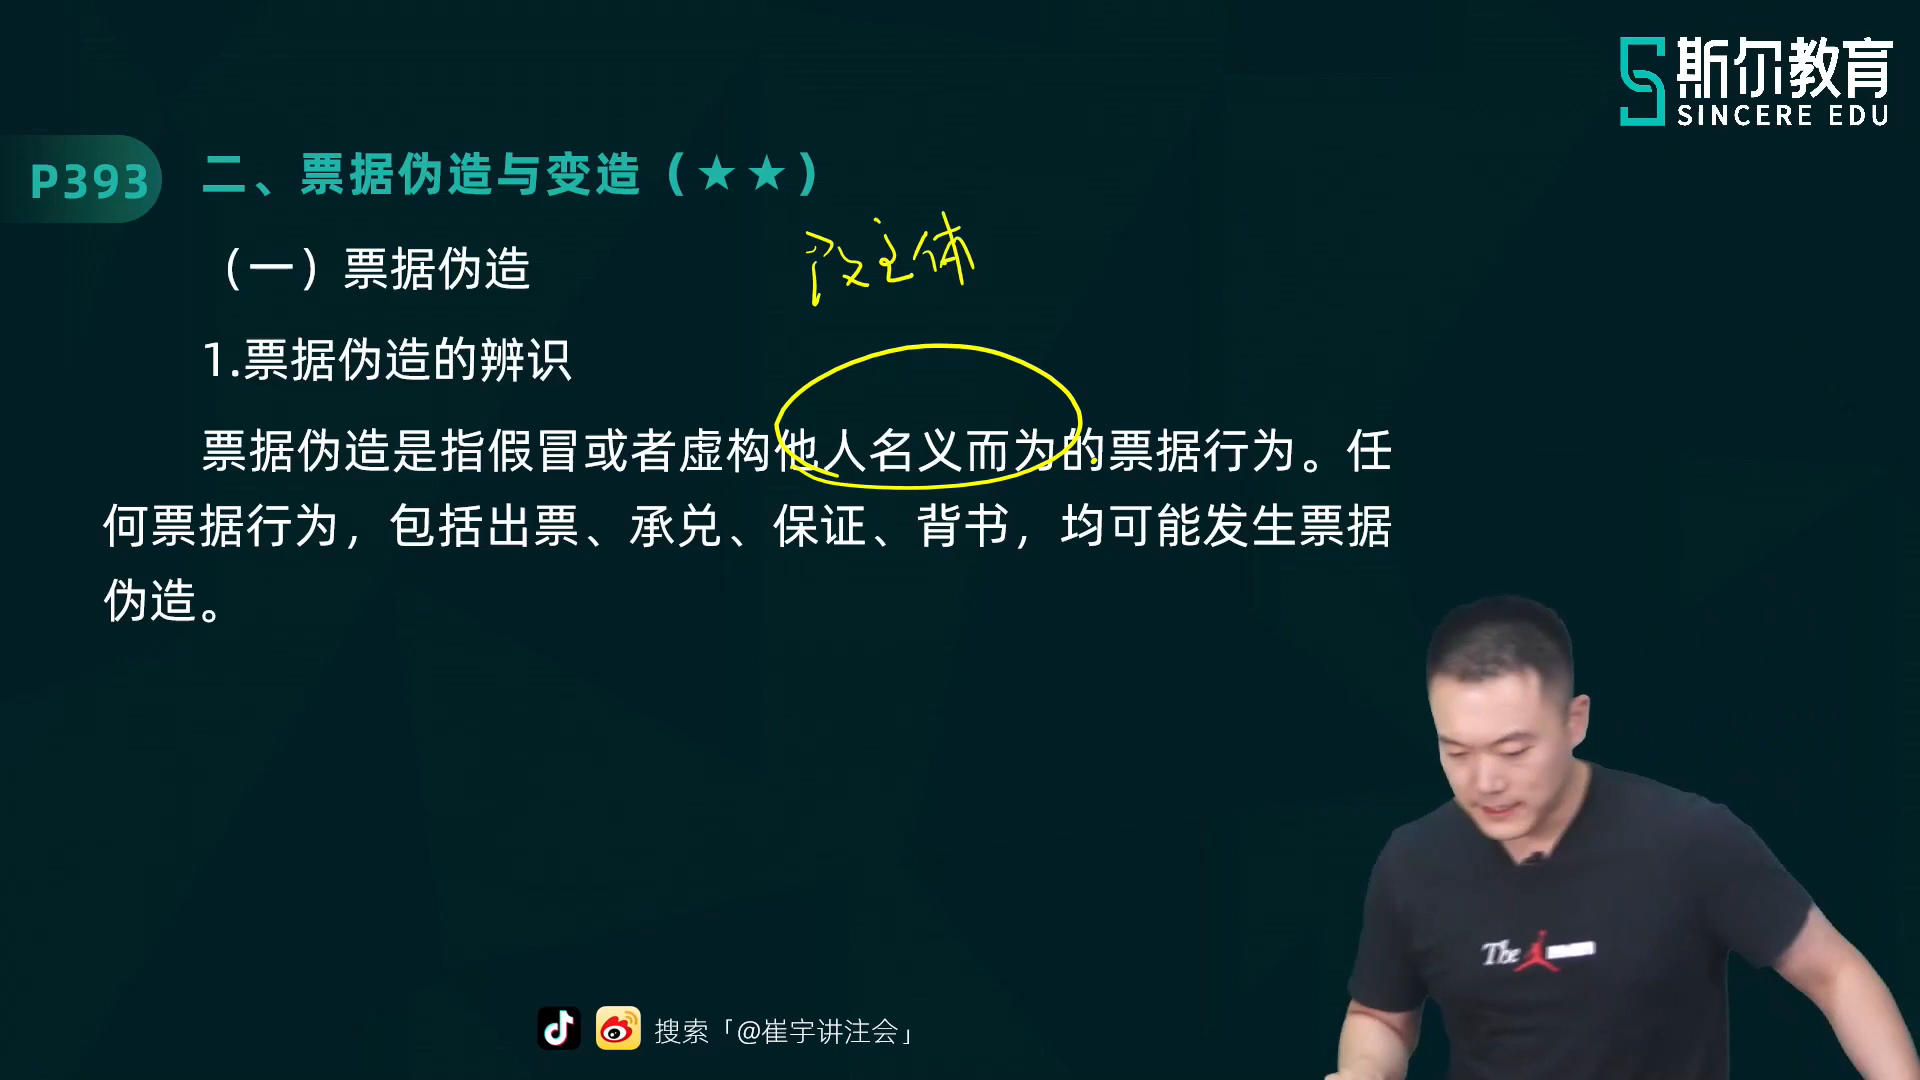 斯尔教育
SINCERE EDU
P393
二、票据伪造与变造（★★）
（一）票据伪造
主体
1.票据伪造的辨识
票据伪造是指假冒或者虚构他人名义而为的票据行为。任
何票据行为，包括出票、承兑、保证、背书，均可能发生票据
伪造。
The
搜索「@崔宇讲注会」